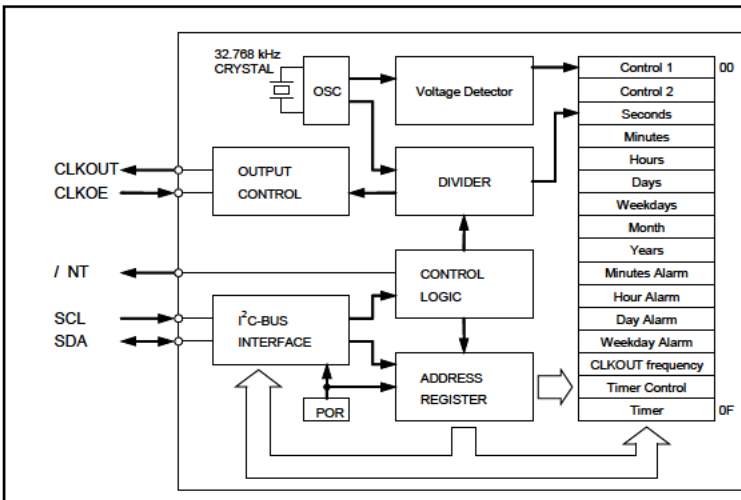 32.768 kHz
CRYSTAL
OSC
Voltage Detector
CLKOUT
CLKOE
OUTPUT
CONTROL
DIVIDER
/ NT
CONTROL
LOGIC
SCL
SDA
I²C-BUS
INTERFACE
ADDRESS
REGISTER
POR
Control 1
00
Control 2
Seconds
Minutes
Hours
Days
Weekdays
Month
Years
Minutes Alarm
Hour Alarm
Day Alarm
Weekday Alarm
CLKOUT frequency
Timer Control
Timer
0F